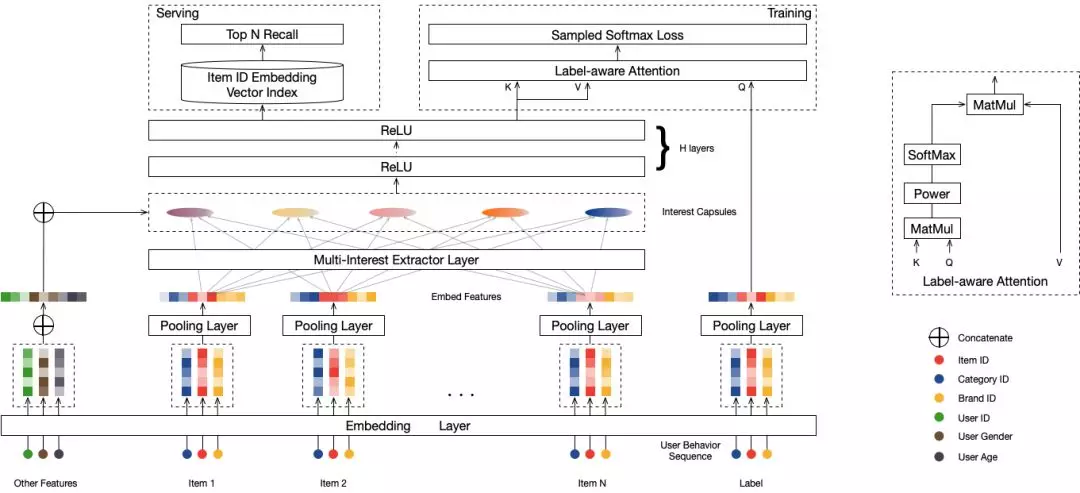 Serving
Training
Top N Recall
Sampled Softmax Loss
Item ID Embedding
Vector Index
Label-aware Attention
K
V
Q
ReLU
ReLU
H layers
Interest Capsules
Multi-Interest Extractor Layer
Embed Features
Pooling Layer
Pooling Layer
Pooling Layer
Pooling Layer
. . .
Embedding Layer
User Behavior
Sequence
Other Features
Item 1
Item 2
Item N
Label
MatMul
SoftMax
Power
MatMul
K
Q
V
Label-aware Attention
Concatenate
Item ID
Category ID
Brand ID
User ID
User Gender
User Age